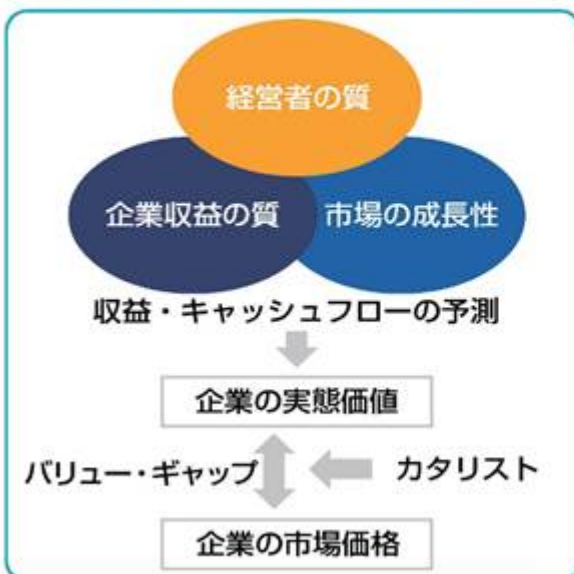 経営者の質
企業収益の質
市場の成長性
収益・キャッシュフローの予測
企業の実態価値
バリュー・ギャップ
カタリスト
企業の市場価格